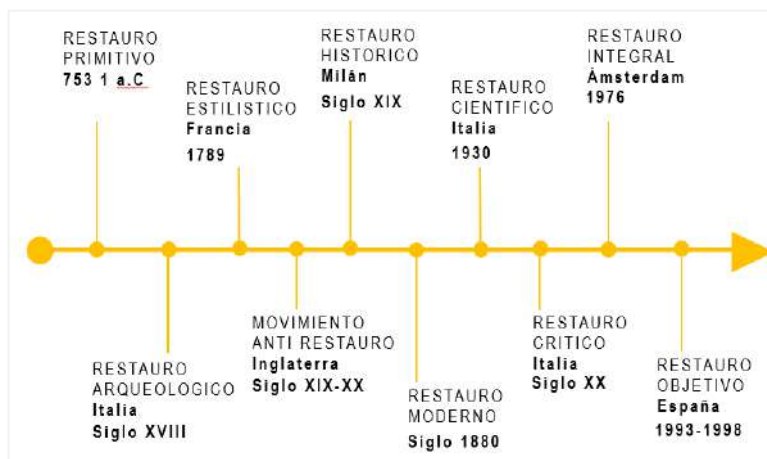 RESTAURO
PRIMITIVO
753 1 a.C
RESTAURO
ARQUEOLOGICO
Italia
Siglo XVIII
RESTAURO
ESTILISTICO
Francia
1789
MOVIMIENTO
ANTI RESTAURO
Inglaterra
Siglo XIX-XX
RESTAURO
HISTORICO
Milán
Siglo XIX
RESTAURO
MODERNO
Siglo 1880
RESTAURO
CIENTIFICO
Italia
1930
RESTAURO
CRITICO
Italia
Siglo XX
RESTAURO
INTEGRAL
Ámsterdam
1976
RESTAURO
OBJETIVO
España
1993-1998